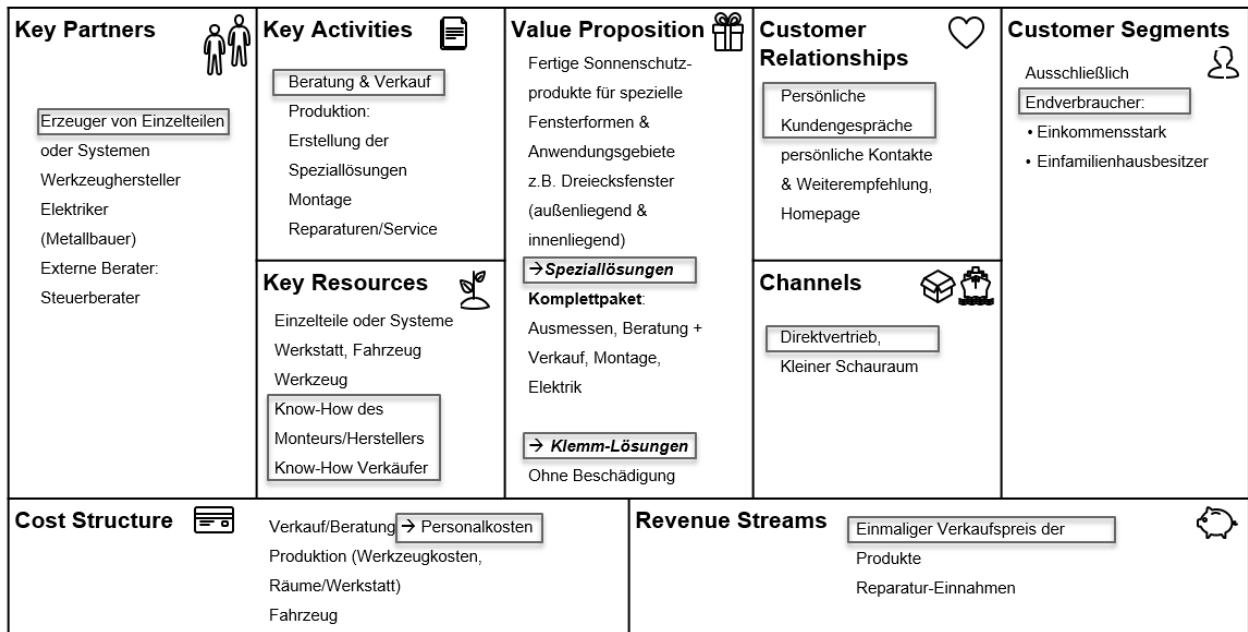 Key Partners
Erzeuger von Einzelteilen
oder Systemen
Werkzeughersteller
Elektriker
(Metallbauer)
Externe Berater:
Steuerberater
Key Activities
Beratung & Verkauf
Produktion:
Erstellung der
Speziallösungen
Montage
Reparaturen/Service
Key Resources
Einzelteile oder Systeme
Werkstatt, Fahrzeug
Werkzeug
Know-How des
Monteurs/Herstellers
Know-How Verkäufer
Value Proposition
Fertige Sonnenschutz-
produkte für spezielle
Fensterformen &
Anwendungsgebiete
z.B. Dreiecksfenster
(außenliegend &
innenliegend)
→Speziallösungen
Komplettpaket:
Ausmessen, Beratung +
Verkauf, Montage,
Elektrik
→ Klemm-Lösungen
Ohne Beschädigung
Customer
Relationships
Persönliche
Kundengespräche
persönliche Kontakte
& Weiterempfehlung,
Homepage
Channels
Direktvertrieb,
Kleiner Schauraum
Customer Segments
Ausschließlich
Endverbraucher:
• Einkommensstark
• Einfamilienhausbesitzer
Cost Structure
Verkauf/Beratung → Personalkosten
Produktion (Werkzeugkosten,
Räume/Werkstatt)
Fahrzeug
Revenue Streams
Einmaliger Verkaufspreis der
Produkte
Reparatur-Einnahmen